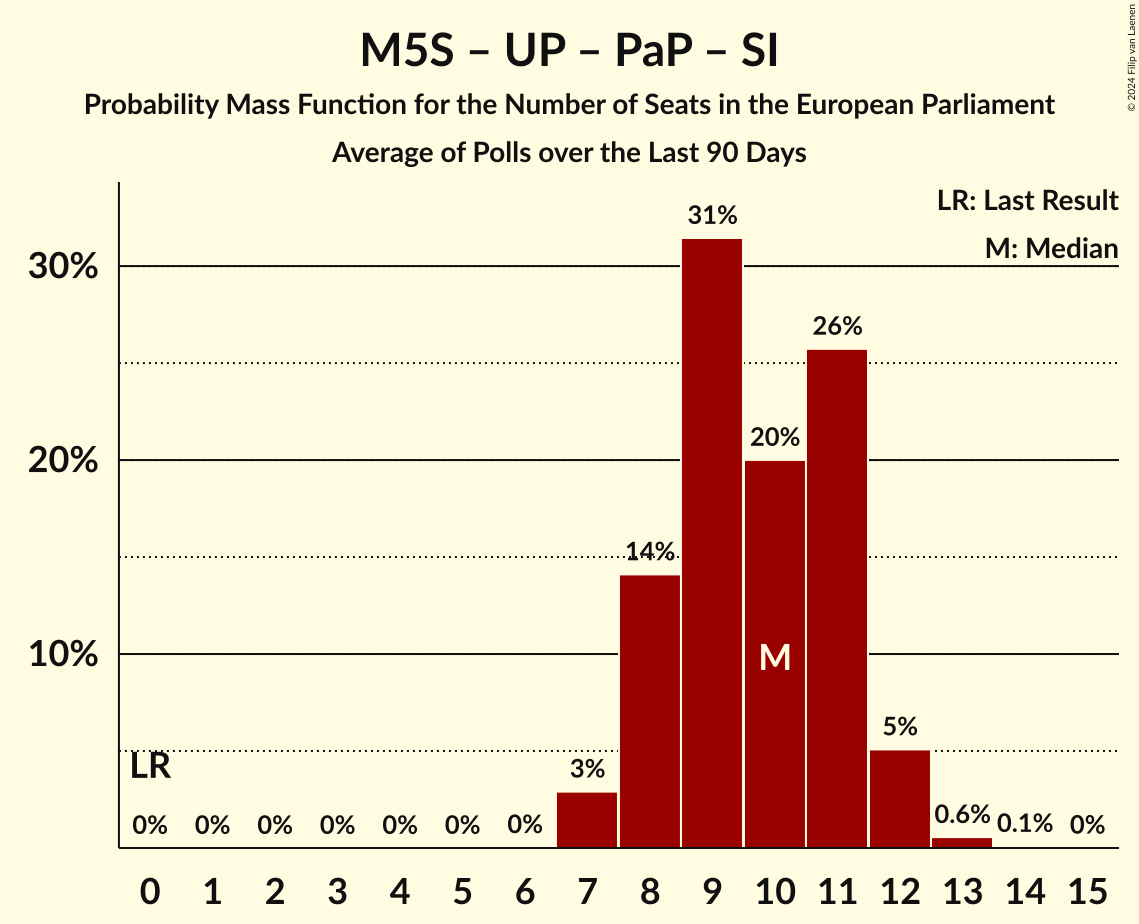 M5S – UP – PaP – SI
Probability Mass Function for the Number of Seats in the European Parliament
Average of Polls over the Last 90 Days
© 2024 Filip van Laenen
LR: Last Result
M: Median
30%
20%
10%
31%
26%
20%
14%
M
5%
LR
3%
0% 0% 0% 0% 0% 0% 0% 0.6% 0.1% 0%
0 1 2 3 4 5 6 7 8 9 10 11 12 13 14 15